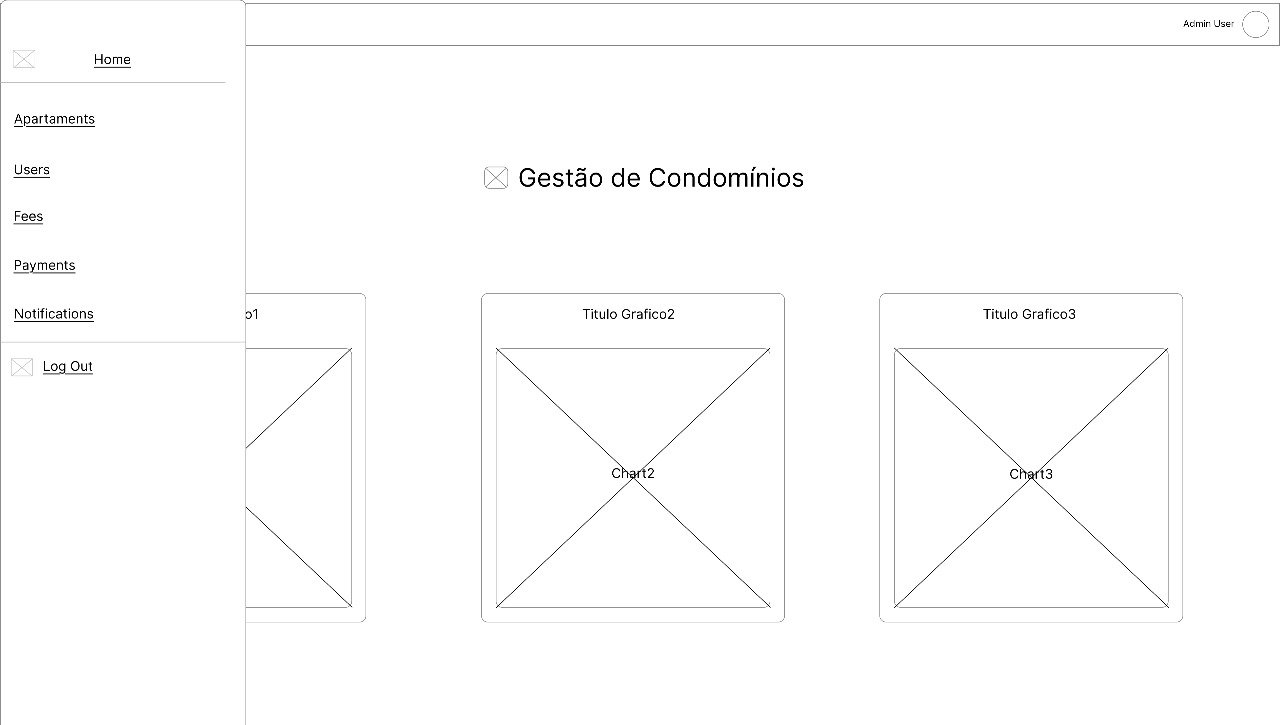 Admin User
Home
Apartaments
Users
Fees
Payments
Notifications
Log Out
Gestão de Condomínios
o1
Titulo Grafico2
Chart2
Titulo Grafico3
Chart3